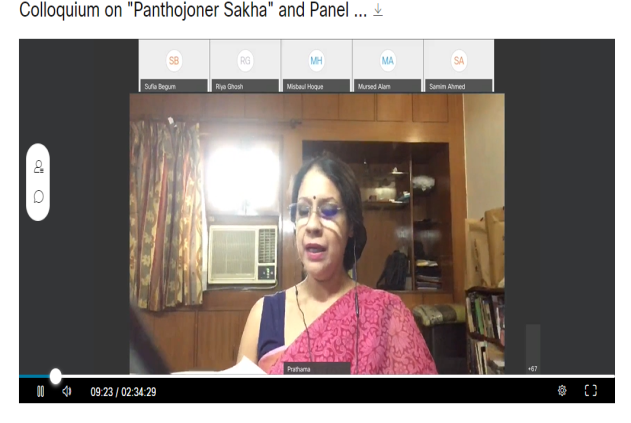 Colloquium on "Panthojoner Sakha" and Panel ...
SB RG MH MA SA
Sufia Begum Riya Ghosh Misbaul Hoque Mursed Alam Samim Ahmed
Prathama
+67
09:23 / 02:34:29